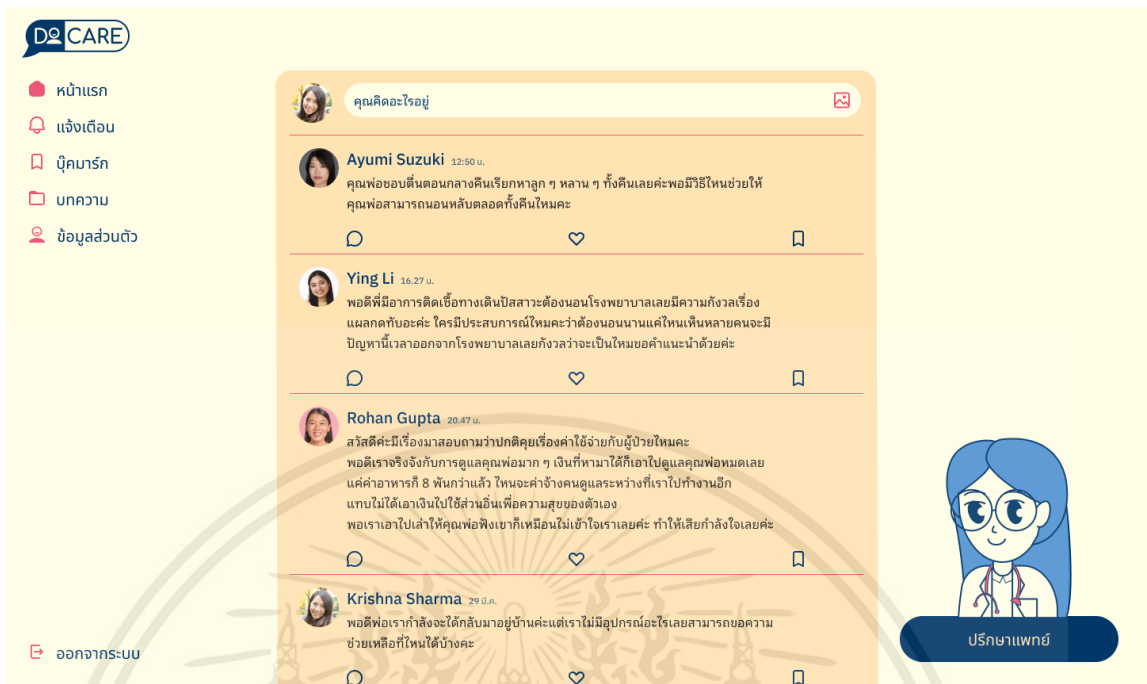 Do CARE
หน้าแรก
แจ้งเตือน
บุ๊คมาร์ก
บทความ
ข้อมูลส่วนตัว
ออกจากระบบ
คุณคิดอะไรอยู่
Ayumi Suzuki 12:50 น.
คุณพ่อชอบตื่นตอนกลางคืนเรียกหาลูก ๆ หลาน ๆ ทั้งคืนเลยค่ะพอมีวิธีไหนช่วยให้
คุณพ่อสามารถนอนหลับตลอดทั้งคืนไหมคะ
Ying Li 16.27 น.
พอดีพี่มีอาการติดเชื้อทางเดินปัสสาวะต้องนอนโรงพยาบาลเลยมีความกังวลเรื่อง
แผลกดทับอะค่ะ ใครมีประสบการณ์ไหมคะว่าต้องนอนนานแค่ไหนเห็นหลายคนจะมี
ปัญหานี้เวลาออกจากโรงพยาบาลเลยกังวลว่าจะเป็นไหมขอคำแนะนำด้วยค่ะ
Rohan Gupta 20.47 น.
สวัสดีค่ะมีเรื่องมาสอบถามว่าปกติคุยเรื่องค่าใช้จ่ายกับผู้ป่วยไหมคะ
พอดีเราจริงจังกับการดูแลคุณพ่อมาก ๆ เงินที่หามาได้ก็เอาไปดูแลคุณพ่อหมดเลย
แค่ค่าอาหารก็ 8 พันกว่าแล้ว ไหนจะค่าจ้างคนดูแลระหว่างที่เราไปทำงานอีก
แทบไม่ได้เอาเงินไปใช้ส่วนอื่นเพื่อความสุขของตัวเอง
พอเราเอาไปเล่าให้คุณพ่อฟังเขาก็เหมือนไม่เข้าใจเราเลยค่ะ ทำให้เสียกำลังใจเลยค่ะ
Krishna Sharma 29 มี.ค.
พอดีพ่อเรากำลังจะได้กลับมาอยู่บ้านค่ะแต่เราไม่มีอุปกรณ์อะไรเลยสามารถขอความ
ช่วยเหลือที่ไหนได้บ้างคะ
ปรึกษาแพทย์